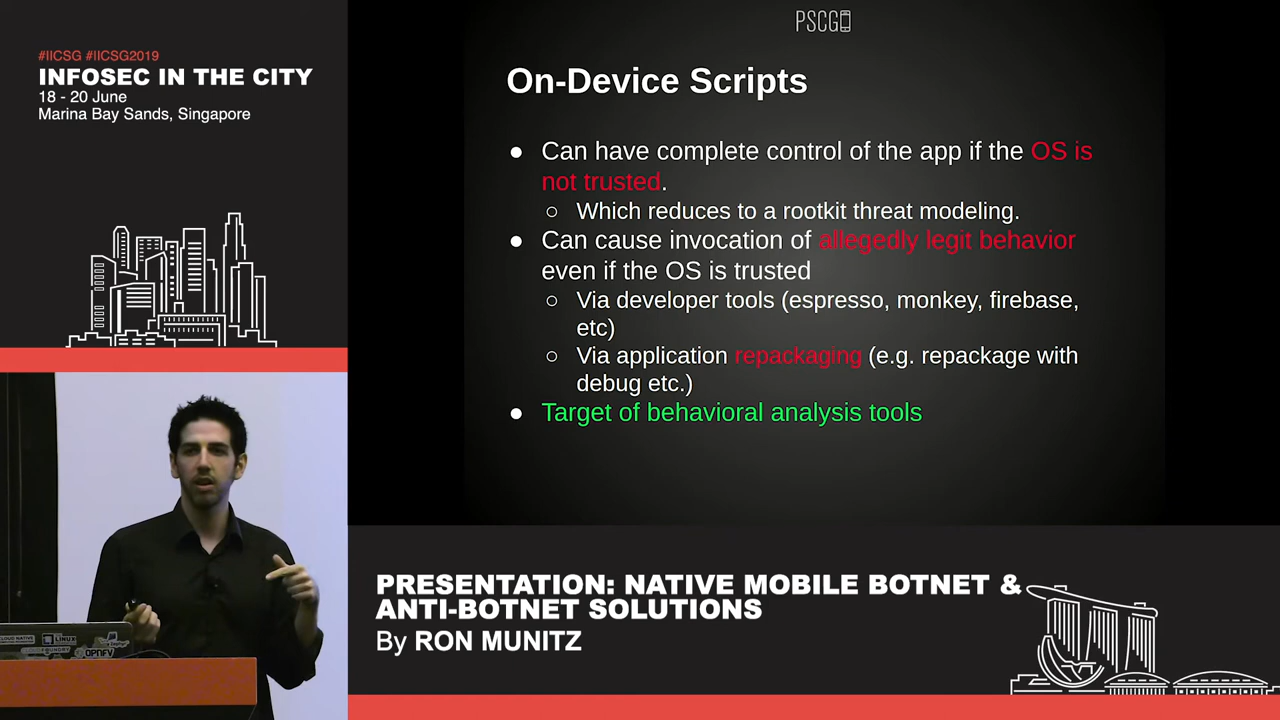 #IICSG #IICSG2019
INFOSEC IN THE CITY
18 - 20 June
Marina Bay Sands, Singapore
PSCG
On-Device Scripts
● Can have complete control of the app if the OS is
not trusted.
○ Which reduces to a rootkit threat modeling.
● Can cause invocation of allegedly legit behavior
even if the OS is trusted
○ Via developer tools (espresso, monkey, firebase,
etc)
○ Via application repackaging (e.g. repackage with
debug etc.)
● Target of behavioral analysis tools
LINUX
OPNFV
PRESENTATION: NATIVE MOBILE BOTNET &
ANTI-BOTNET SOLUTIONS
By RON MUNITZ